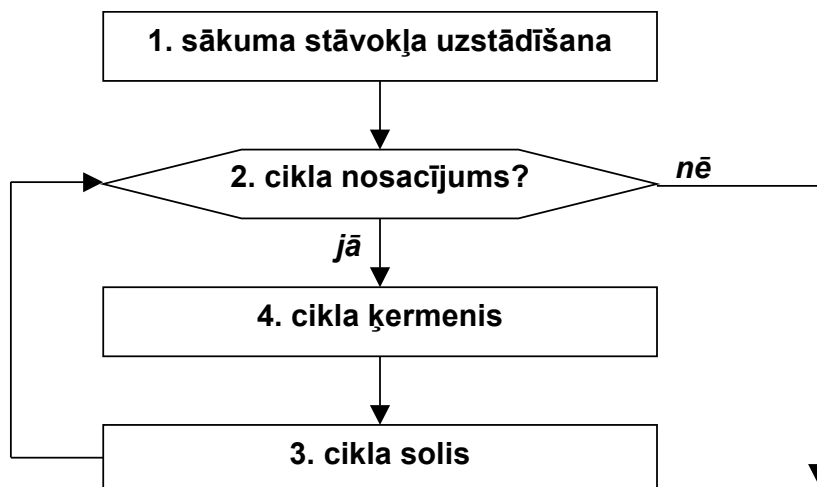 1. sākuma stāvokļa uzstādīšana
2. cikla nosacījums?
nē
jā
4. cikla ķermenis
3. cikla solis